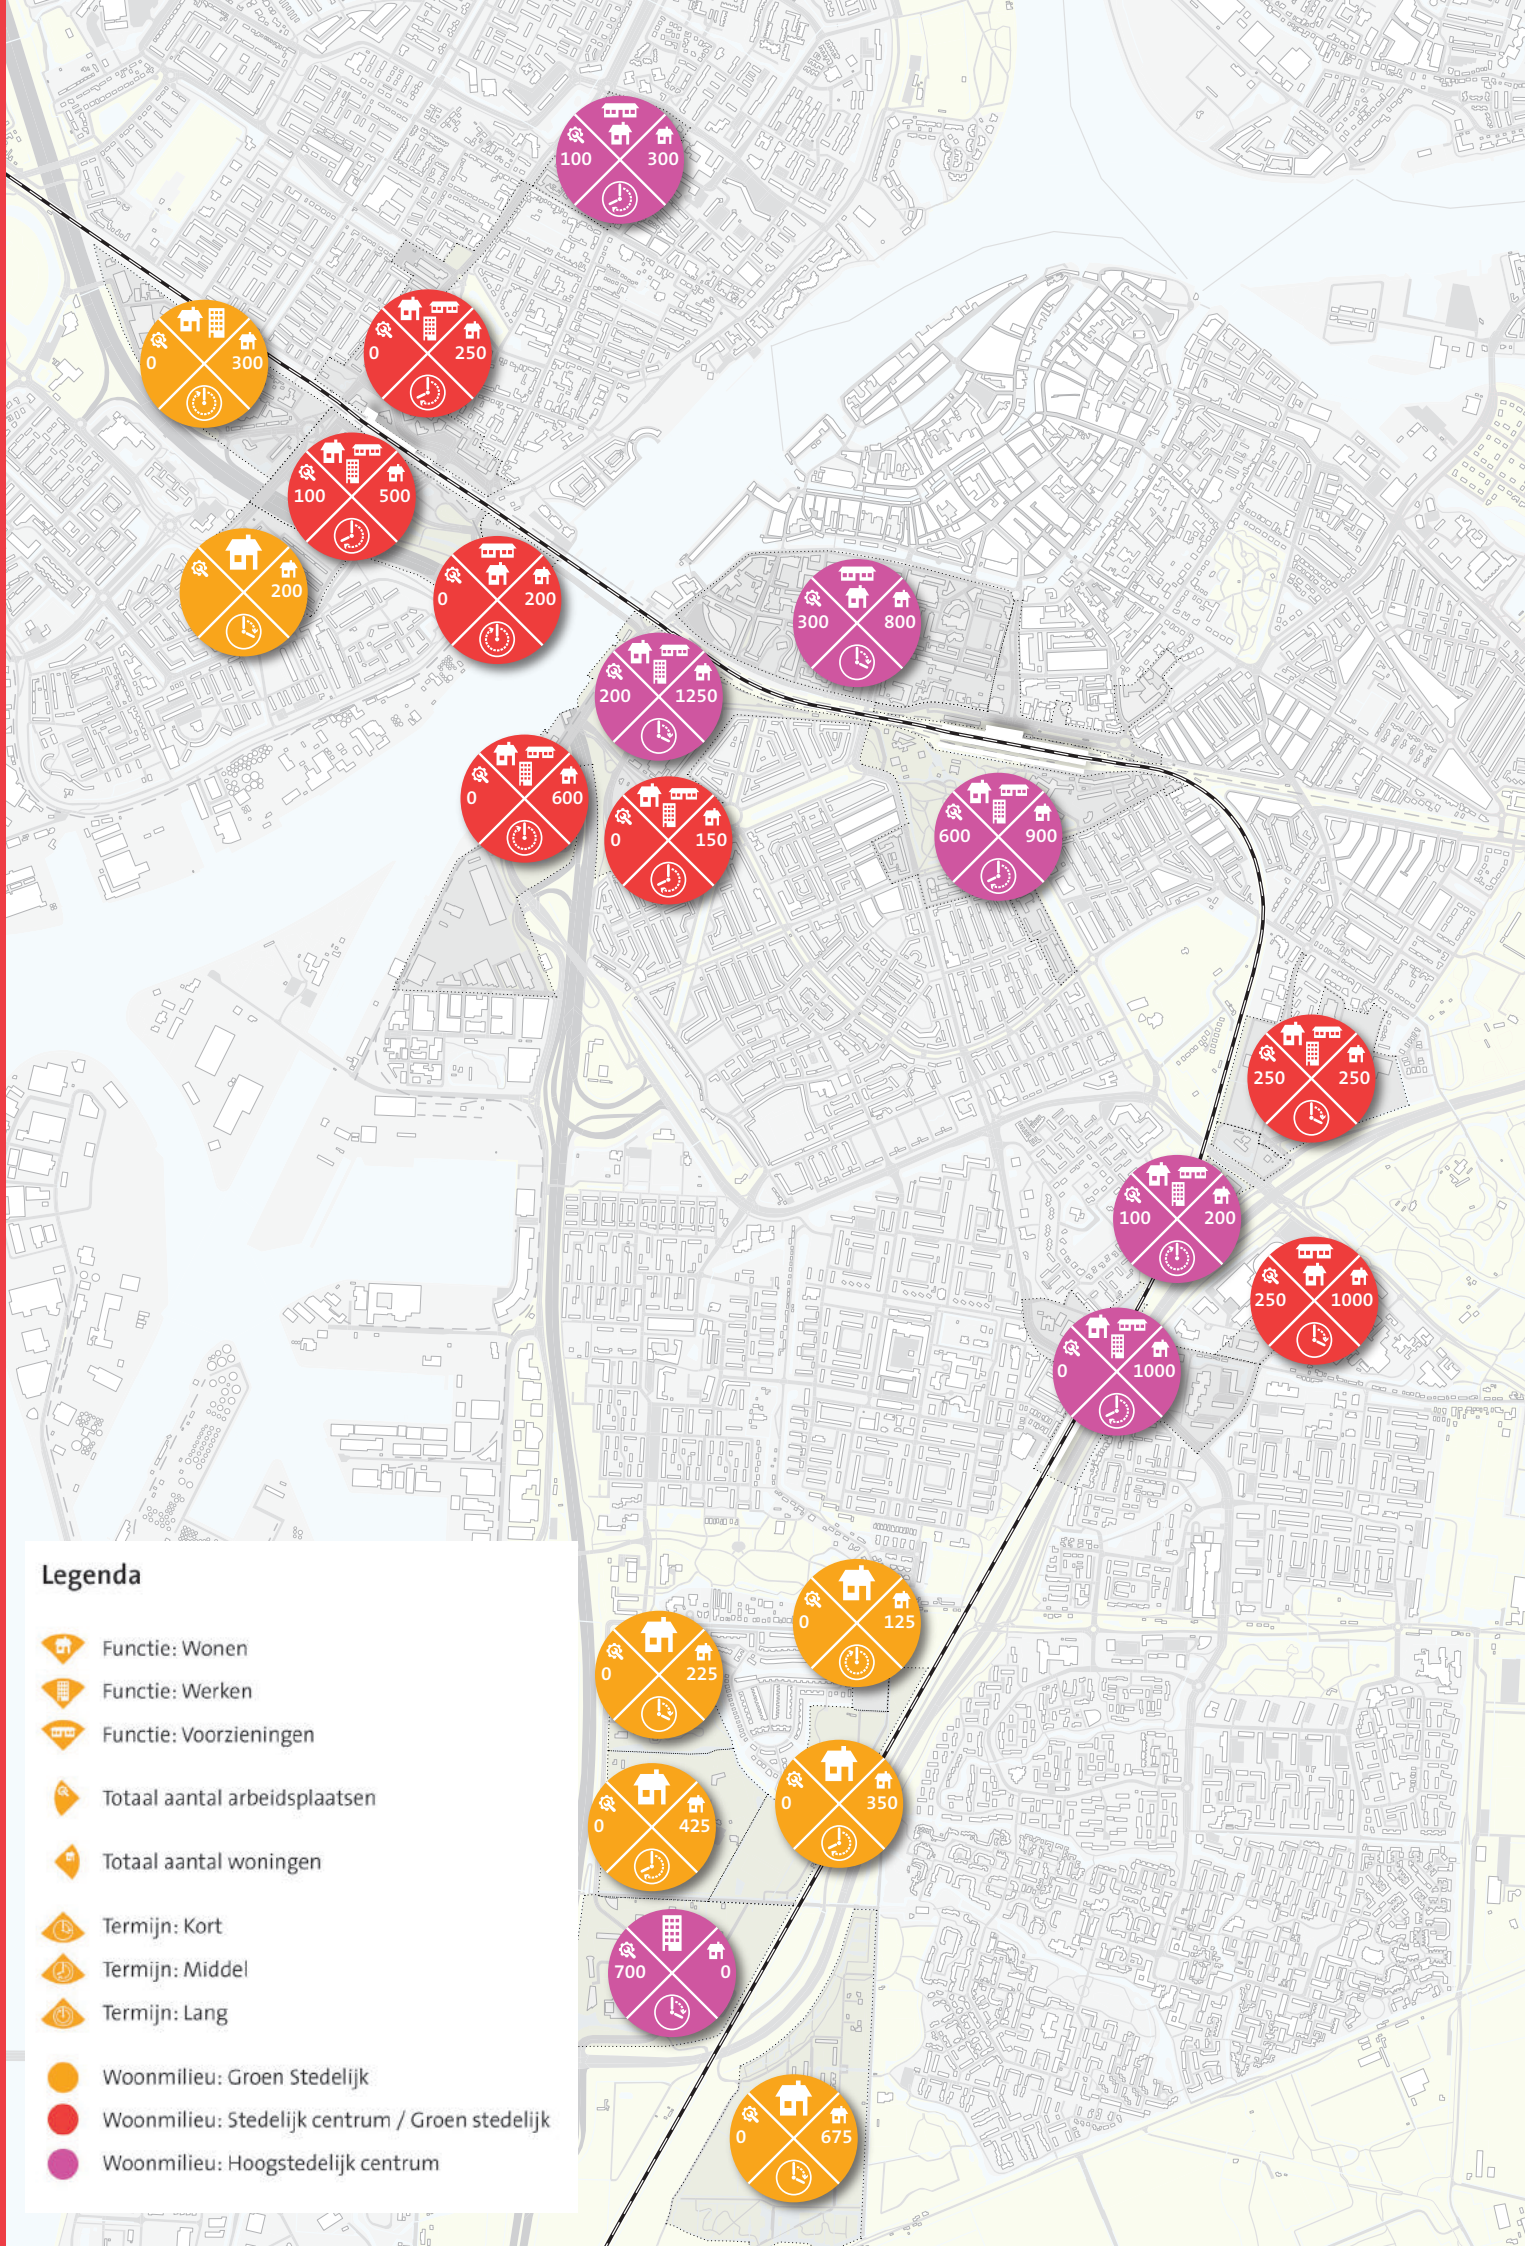 100 300
0 300
0 250
100 500
200
0 200
300 800
200 1250
0 600
0 150
600 900
250 250
100 200
250 1000
0 1000
0 125
0 225
0 350
0 425
700 0
0 675
Legenda
Functie: Wonen
Functie: Werken
Functie: Voorzieningen
Totaal aantal arbeidsplaatsen
Totaal aantal woningen
Termijn: Kort
Termijn: Middel
Termijn: Lang
Woonmilieu: Groen Stedelijk
Woonmilieu: Stedelijk centrum / Groen stedelijk
Woonmilieu: Hoogstedelijk centrum